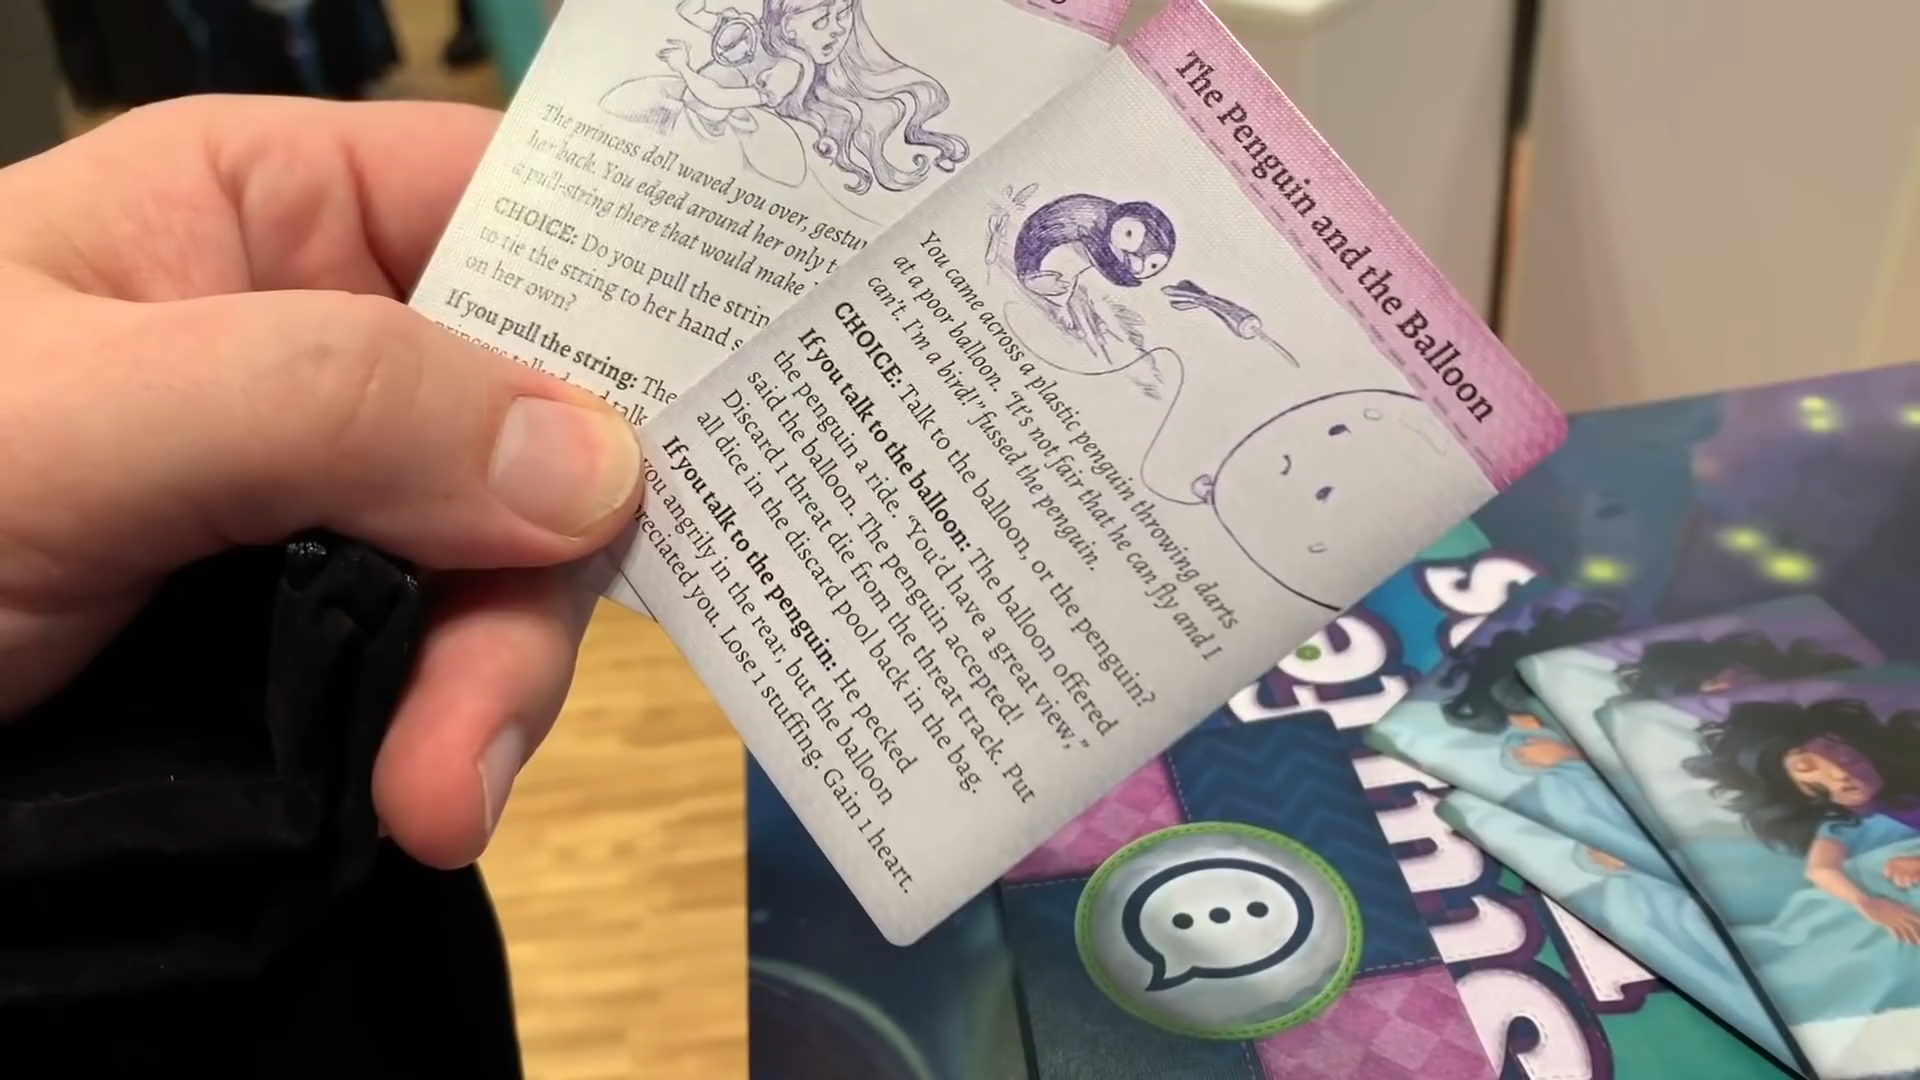 The princess doll waved you over, gestu
her back. You edged around her only t
a pull-string there that would make
CHOICE: Do you pull the strin
to tie the string to her hand s
on her own?
If you pull the string: The
The Penguin and the Balloon
You came across a plastic penguin throwing darts
at a poor balloon. "It's not fair that he can fly and I
can't. I'm a bird!" fussed the penguin.
CHOICE: Talk to the balloon, or the penguin?
If you talk to the balloon: The balloon offered
the penguin a ride. "You'd have a great view,"
said the balloon. The penguin accepted!
Discard 1 threat die from the threat track. Put
all dice in the discard pool back in the bag.
If you talk to the penguin: He pecked
you angrily in the rear, but the balloon
preciated you. Lose 1 stuffing. Gain 1 heart.